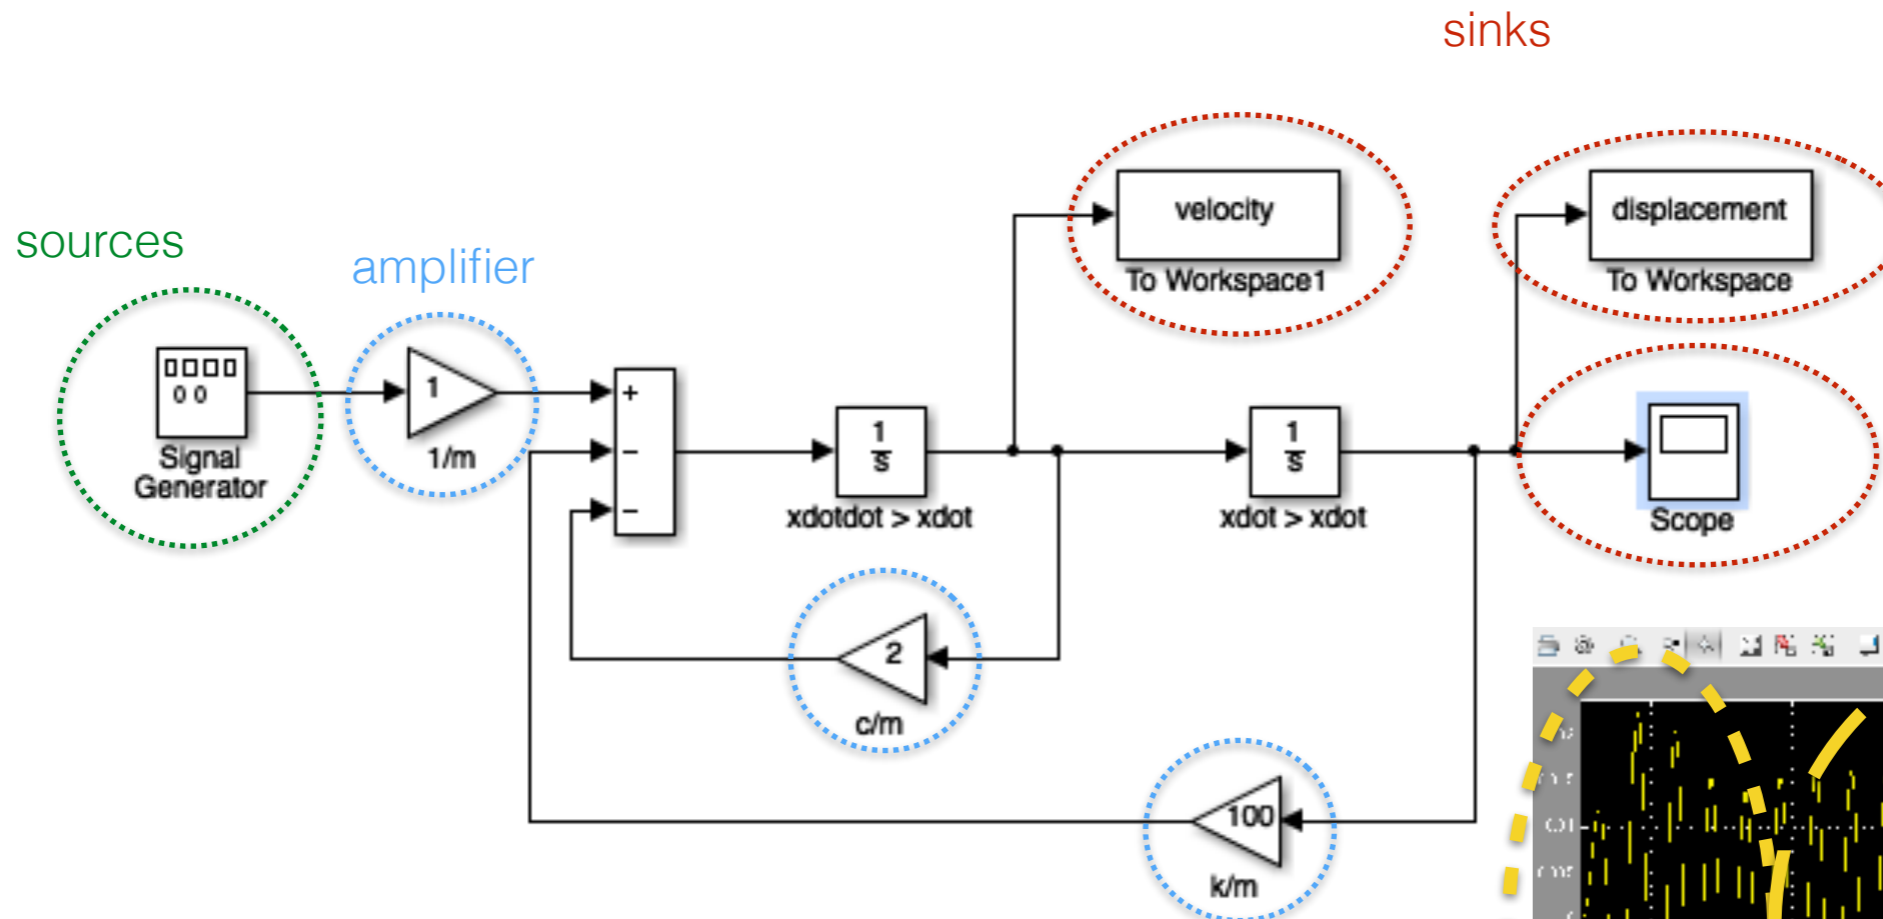 sinks
sources
amplifier
velocity
To Workspace1
displacement
To Workspace
Signal
Generator
1
1/m
+
−
−
1
s
xdotdot > xdot
1
s
xdot > xdot
Scope
2
c/m
100
k/m